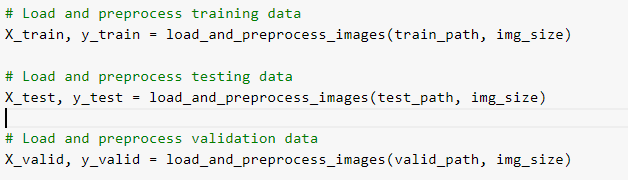 # Load and preprocess training data
X_train, y_train = load_and_preprocess_images(train_path, img_size)
# Load and preprocess testing data
X_test, y_test = load_and_preprocess_images(test_path, img_size)
# Load and preprocess validation data
X_valid, y_valid = load_and_preprocess_images(valid_path, img_size)